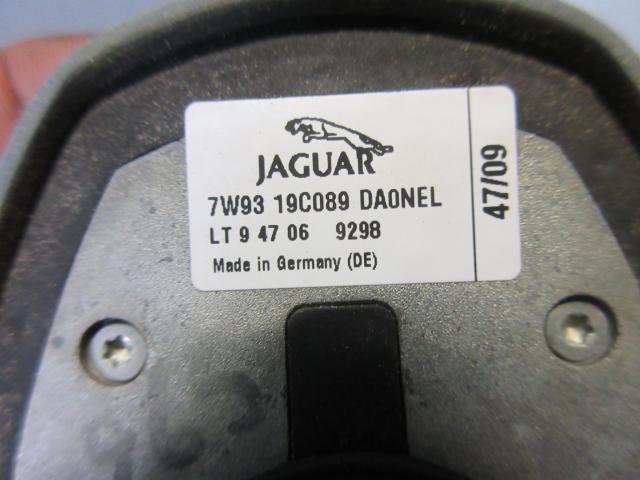 JAGUAR
7W93 19C089 DA0NEL
LT 9 47 06 9298
Made in Germany (DE)
47/09